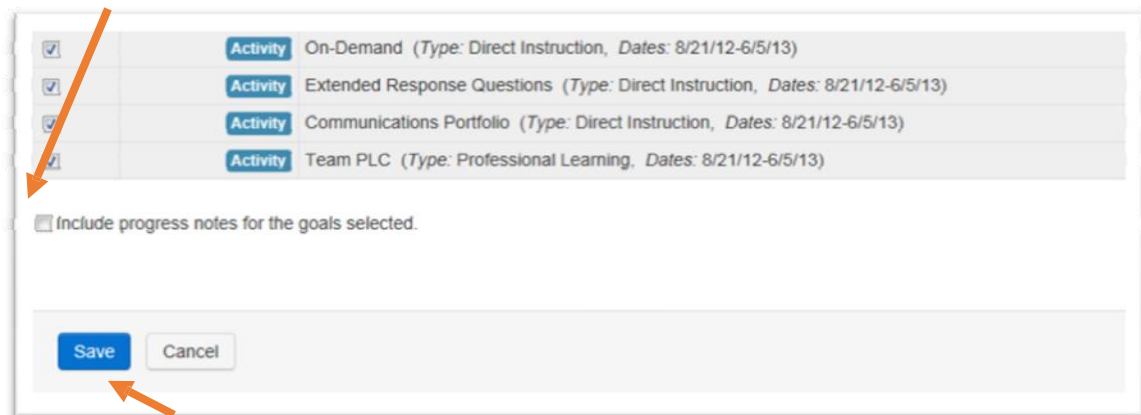 Activity On-Demand (Type: Direct Instruction, Dates: 8/21/12-6/5/13)
Activity Extended Response Questions (Type: Direct Instruction, Dates: 8/21/12-6/5/13)
Activity Communications Portfolio (Type: Direct Instruction, Dates: 8/21/12-6/5/13)
Activity Team PLC (Type: Professional Learning, Dates: 8/21/12-6/5/13)
Include progress notes for the goals selected.
Save Cancel